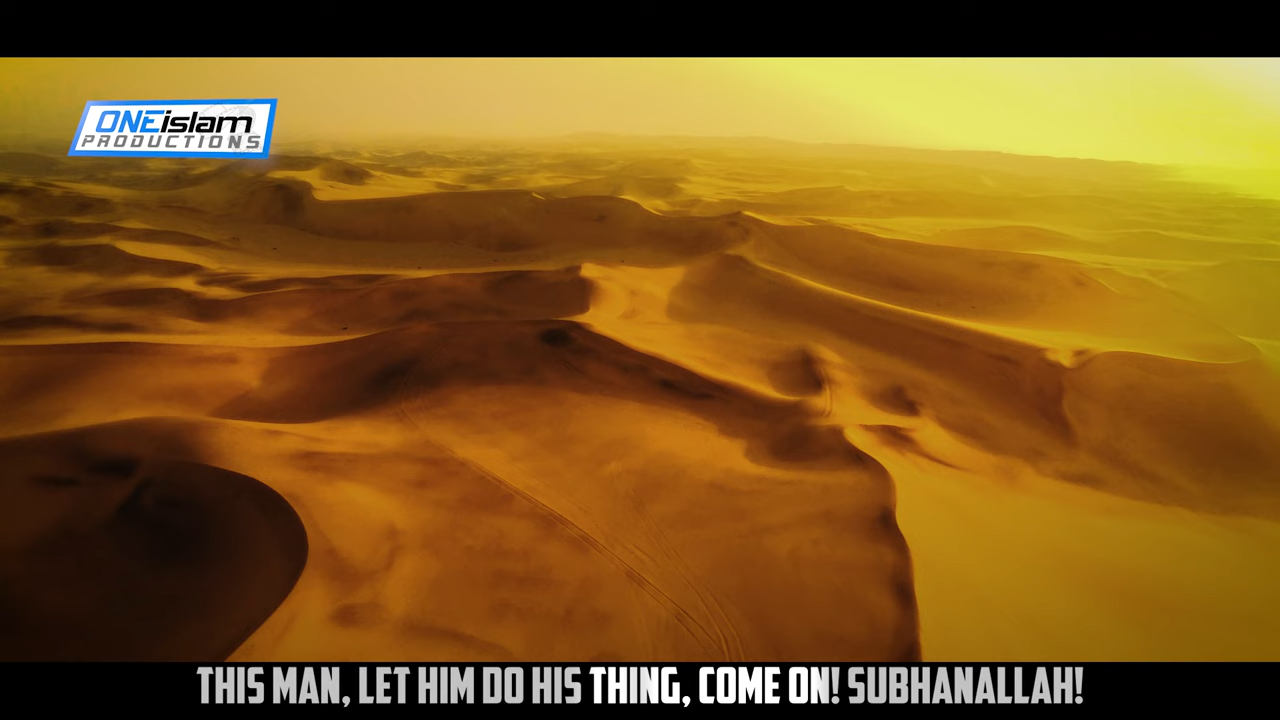 ONEislam
PRODUCTIONS
THIS MAN, LET HIM DO HIS THING, COME ON! SUBHANALLAH!